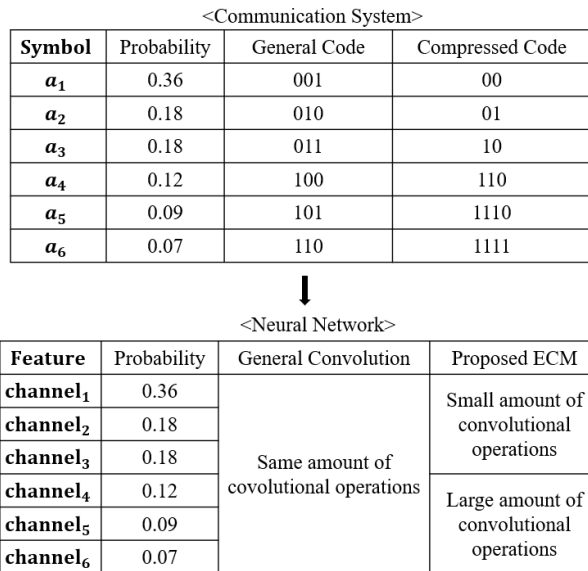 <Communication System>
Symbol Probability General Code Compressed Code
a₁ 0.36 001 00
a₂ 0.18 010 01
a₃ 0.18 011 10
a₄ 0.12 100 110
a₅ 0.09 101 1110
a₆ 0.07 110 1111
<Neural Network>
Feature Probability General Convolution Proposed ECM
channel₁ 0.36
channel₂ 0.18
channel₃ 0.18
channel₄ 0.12
channel₅ 0.09
channel₆ 0.07
Same amount of
covolutional operations
Small amount of
convolutional
operations
Large amount of
convolutional
operations